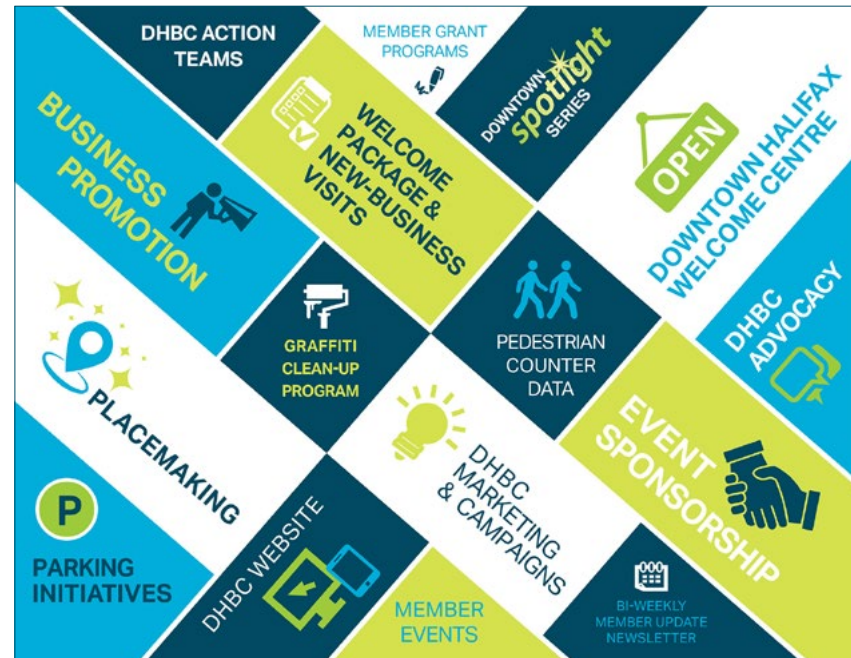 DHBC ACTION
TEAMS
MEMBER GRANT
PROGRAMS
DOWNTOWN
spotlight
SERIES
OPEN
DOWNTOWN HALIFAX
WELCOME CENTRE
BUSINESS
PROMOTION
WELCOME
PACKAGE &
NEW-BUSINESS
VISITS
DHBC
ADVOCACY
GRAFFITI
CLEAN-UP
PROGRAM
PEDESTRIAN
COUNTER
DATA
PLACEMAKING
DHBC
MARKETING
& CAMPAIGNS
EVENT
SPONSORSHIP
P
PARKING
INITIATIVES
DHBC WEBSITE
MEMBER
EVENTS
BI-WEEKLY
MEMBER UPDATE
NEWSLETTER